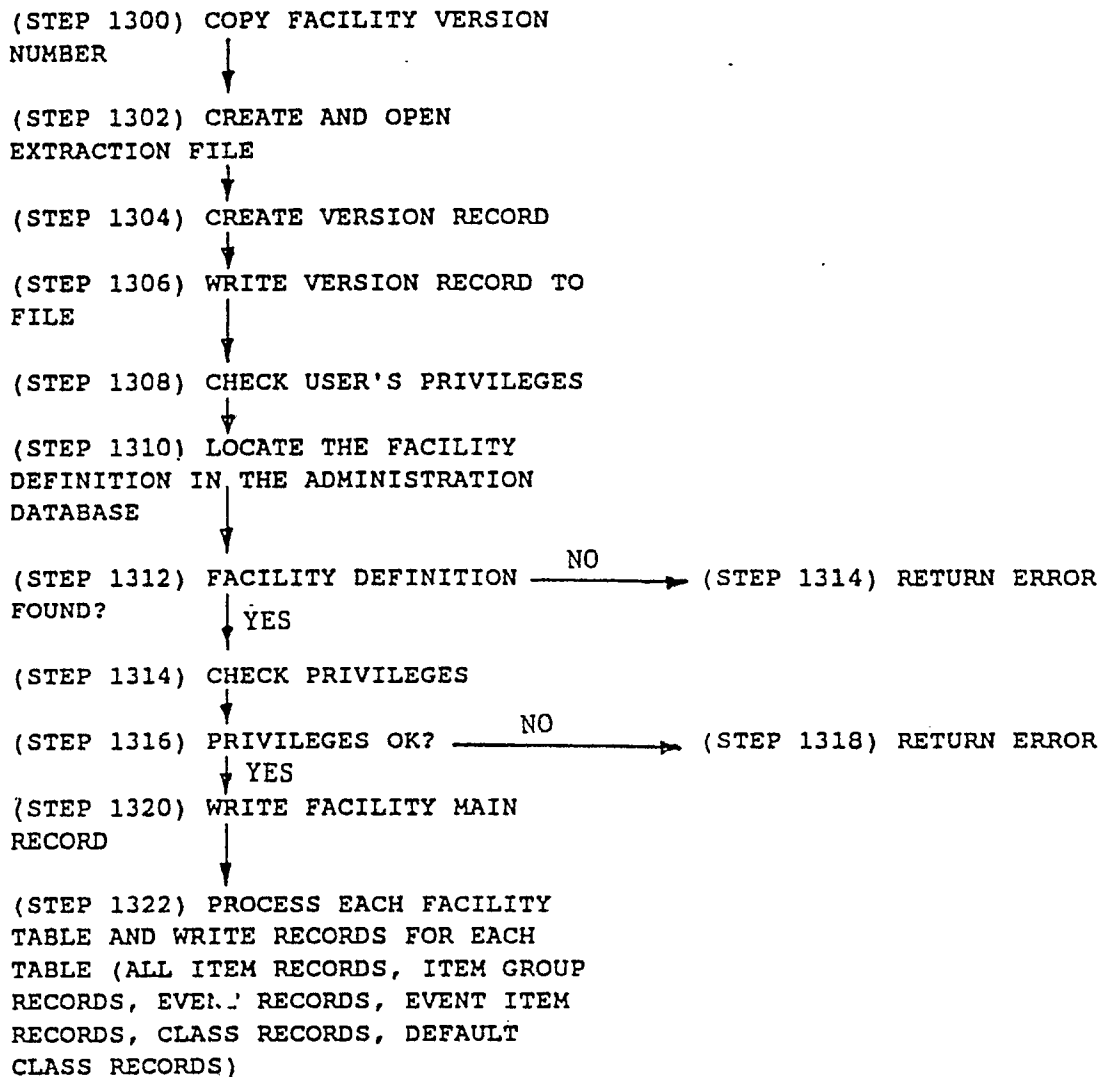 (STEP 1300) COPY FACILITY VERSION
NUMBER
(STEP 1302) CREATE AND OPEN
EXTRACTION FILE
(STEP 1304) CREATE VERSION RECORD
(STEP 1306) WRITE VERSION RECORD TO
FILE
(STEP 1308) CHECK USER'S PRIVILEGES
(STEP 1310) LOCATE THE FACILITY
DEFINITION IN THE ADMINISTRATION
DATABASE
NO
(STEP 1312) FACILITY DEFINITION (STEP 1314) RETURN ERROR
FOUND? YES
(STEP 1314) CHECK PRIVILEGES
NO
(STEP 1316) PRIVILEGES OK? (STEP 1318) RETURN ERROR
YES
(STEP 1320) WRITE FACILITY MAIN
RECORD
(STEP 1322) PROCESS EACH FACILITY
TABLE AND WRITE RECORDS FOR EACH
TABLE (ALL ITEM RECORDS, ITEM GROUP
RECORDS, RECORDS, EVENT ITEM
RECORDS, CLASS RECORDS, DEFAULT
CLASS RECORDS)